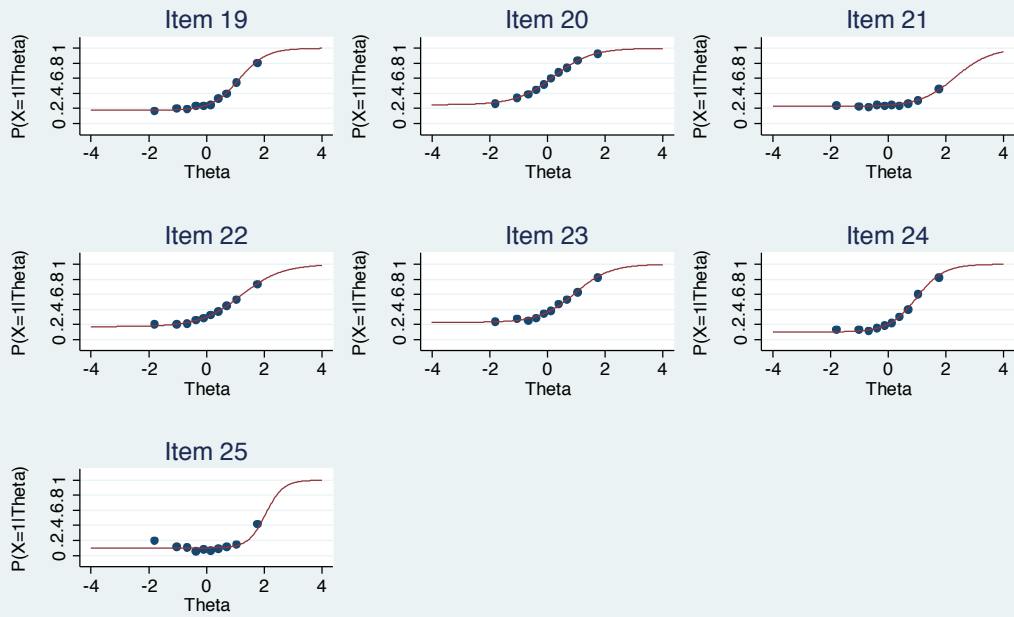 Item 19
P(X=1|Theta)
0 .2 .4 .6 .8 1
-4 -2 0 2 4
Theta
Item 20
P(X=1|Theta)
0 .2 .4 .6 .8 1
-4 -2 0 2 4
Theta
Item 21
P(X=1|Theta)
0 .2 .4 .6 .8 1
-4 -2 0 2 4
Theta
Item 22
P(X=1|Theta)
0 .2 .4 .6 .8 1
-4 -2 0 2 4
Theta
Item 23
P(X=1|Theta)
0 .2 .4 .6 .8 1
-4 -2 0 2 4
Theta
Item 24
P(X=1|Theta)
0 .2 .4 .6 .8 1
-4 -2 0 2 4
Theta
Item 25
P(X=1|Theta)
0 .2 .4 .6 .8 1
-4 -2 0 2 4
Theta